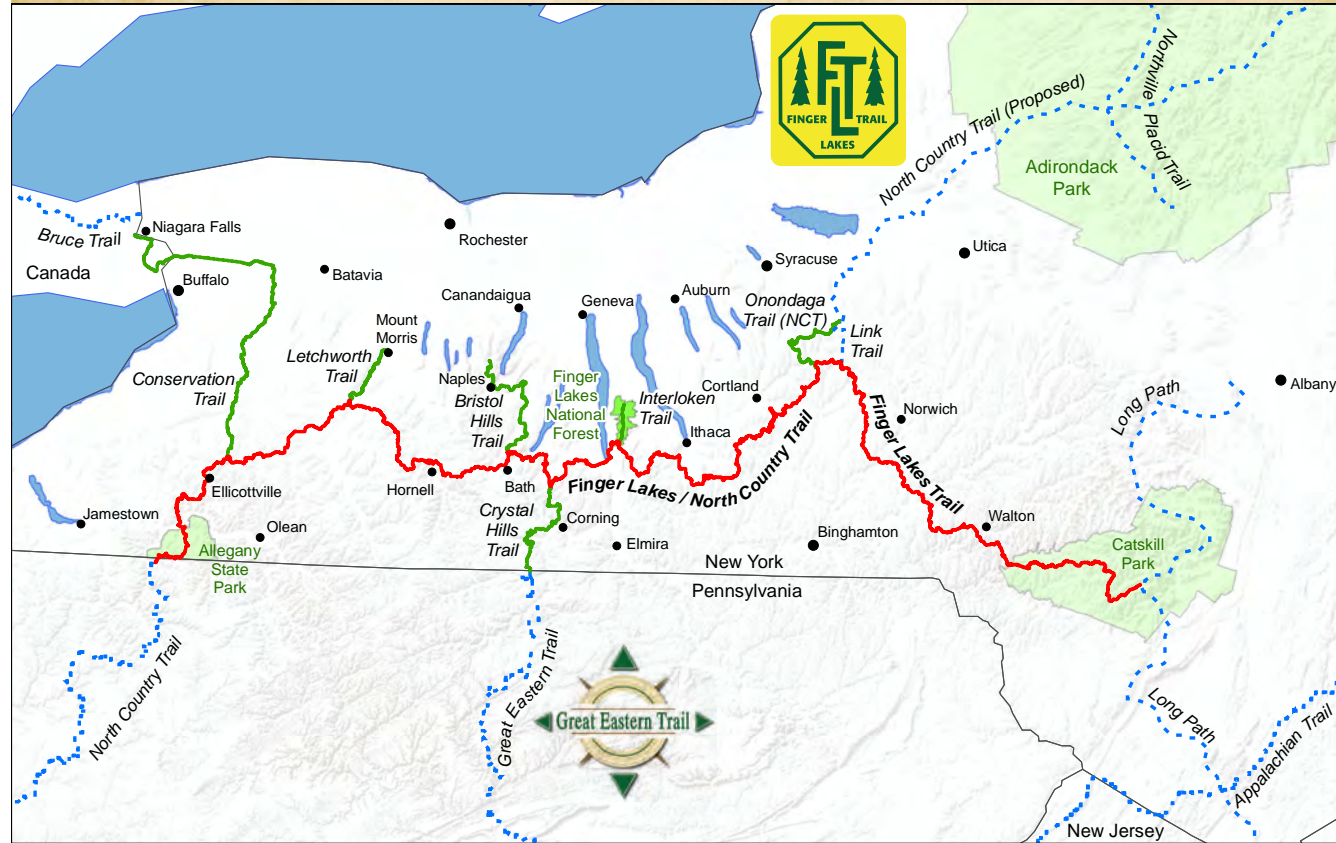 FLT
FINGER TRAIL
LAKES
Northville
Placid Trail
North Country Trail (Proposed)
Adirondack
Park
Niagara Falls
Bruce Trail
Rochester
Canada
Buffalo
Batavia
Syracuse
Utica
Canandaigua
Geneva
Auburn
Onondaga
Trail (NCT)
Mount
Morris
Letchworth
Trail
Link
Trail
Conservation
Trail
Naples
Bristol
Hills
Trail
Finger
Lakes
National
Forest
Interloken
Trail
Cortland
Albany
Long Path
Norwich
Ithaca
Finger Lakes Trail
Ellicottville
Hornell
Bath
Finger Lakes / North Country Trail
Jamestown
Olean
Crystal
Hills
Trail
Corning
Elmira
Binghamton
Walton
Catskill
Park
Allegany
State
Park
New York
Pennsylvania
North Country Trail
Great Eastern Trail
Great Eastern Trail
Long Path
Appalachian Trail
New Jersey